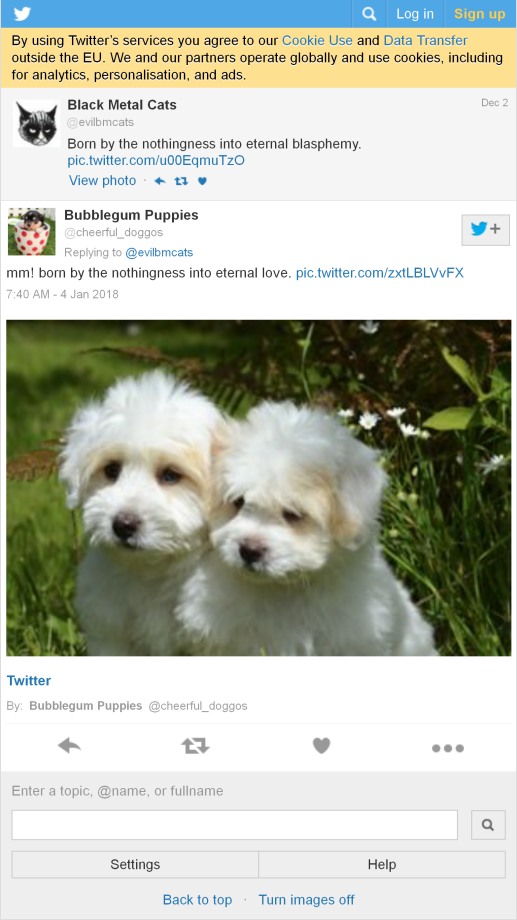 Log in
Sign up
By using Twitter's services you agree to our Cookie Use and Data Transfer
outside the EU. We and our partners operate globally and use cookies, including
for analytics, personalisation, and ads.
Black Metal Cats
Dec 2
@evilbmcats
Born by the nothingness into eternal blasphemy.
pic.twitter.com/u00EqmuTzO
View photo ·
Bubblegum Puppies
@cheerful_doggos
Replying to @evilbmcats
mm! born by the nothingness into eternal love. pic.twitter.com/zxtLBLVvFX
7:40 AM - 4 Jan 2018
Twitter
By: Bubblegum Puppies @cheerful_doggos
Enter a topic, @name, or fullname
Settings
Help
Back to top · Turn images off